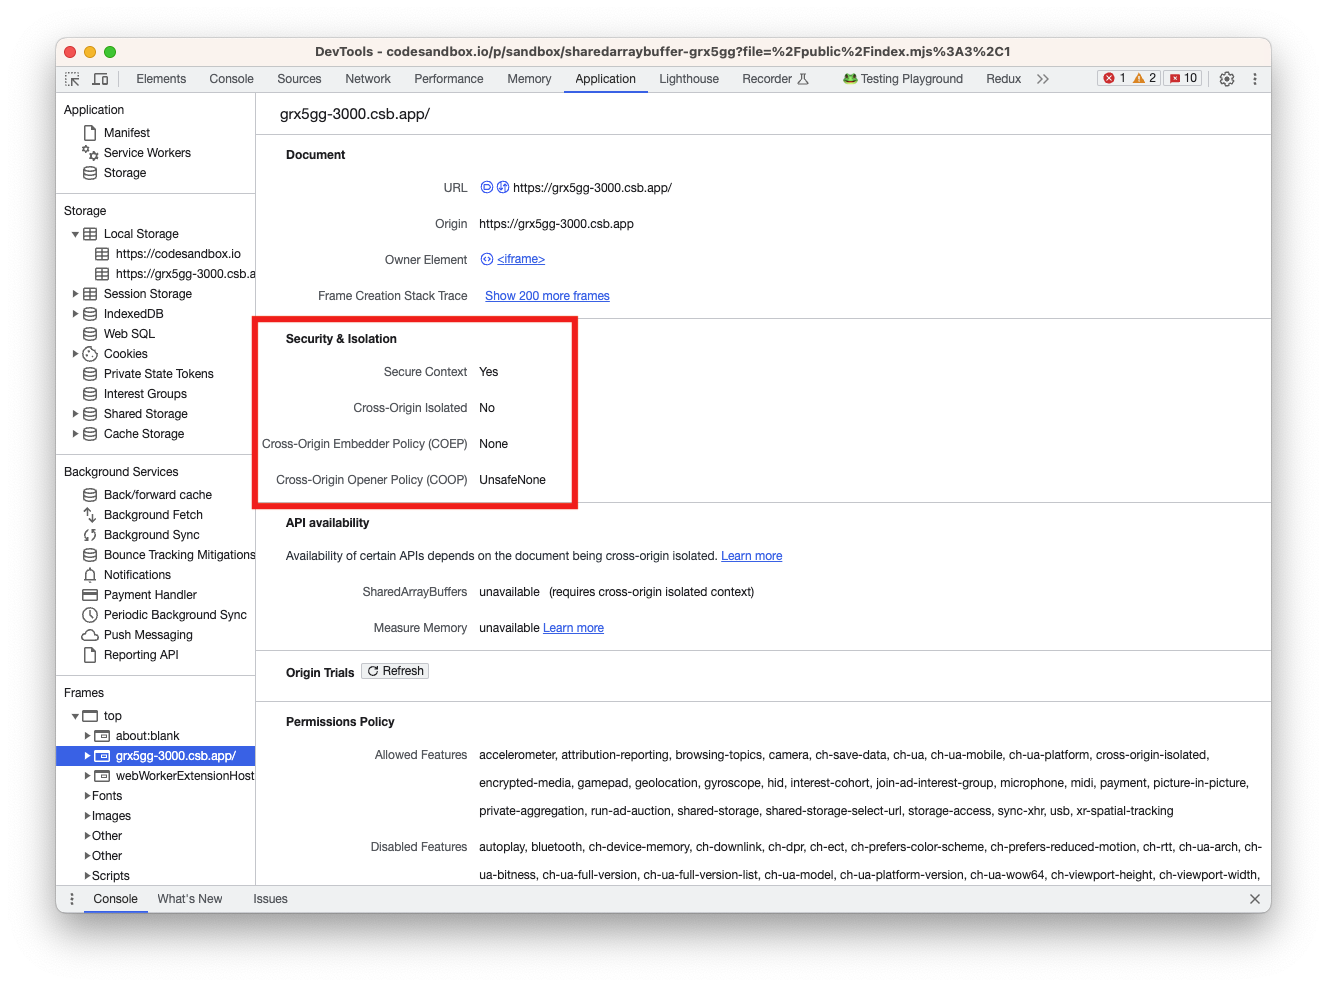 DevTools - codesandbox.io/p/sandbox/sharedarraybuffer-grx5gg?file=%2Fpublic%2Findex.mjs%3A3%2C1
Elements Console Sources Network Performance Memory Application Lighthouse Recorder Testing Playground Redux 1 2 10
Application
Manifest
Service Workers
Storage
Storage
Local Storage
https://codesandbox.io
https://grx5gg-3000.csb.a
Session Storage
IndexedDB
Web SQL
Cookies
Private State Tokens
Interest Groups
Shared Storage
Cache Storage
Background Services
Back/forward cache
Background Fetch
Background Sync
Bounce Tracking Mitigations
Notifications
Payment Handler
Periodic Background Sync
Push Messaging
Reporting API
Frames
top
about:blank
grx5gg-3000.csb.app/
webWorkerExtensionHost
Fonts
Images
Other
Other
Scripts
grx5gg-3000.csb.app/
Document
URL https://grx5gg-3000.csb.app/
Origin https://grx5gg-3000.csb.app
Owner Element <iframe>
Frame Creation Stack Trace Show 200 more frames
Security & Isolation
Secure Context Yes
Cross-Origin Isolated No
Cross-Origin Embedder Policy (COEP) None
Cross-Origin Opener Policy (COOP) UnsafeNone
API availability
Availability of certain APIs depends on the document being cross-origin isolated. Learn more
SharedArrayBuffers unavailable (requires cross-origin isolated context)
Measure Memory unavailable Learn more
Origin Trials Refresh
Permissions Policy
Allowed Features accelerometer, attribution-reporting, browsing-topics, camera, ch-save-data, ch-ua, ch-ua-mobile, ch-ua-platform, cross-origin-isolated,
encrypted-media, gamepad, geolocation, gyroscope, hid, interest-cohort, join-ad-interest-group, microphone, midi, payment, picture-in-picture,
private-aggregation, run-ad-auction, shared-storage, shared-storage-select-url, storage-access, sync-xhr, usb, xr-spatial-tracking
Disabled Features autoplay, bluetooth, ch-device-memory, ch-downlink, ch-dpr, ch-ect, ch-prefers-color-scheme, ch-prefers-reduced-motion, ch-rtt, ch-ua-arch, ch-
ua-bitness, ch-ua-full-version, ch-ua-full-version-list, ch-ua-model, ch-ua-platform-version, ch-ua-wow64, ch-viewport-height, ch-viewport-width,
Console What's New Issues